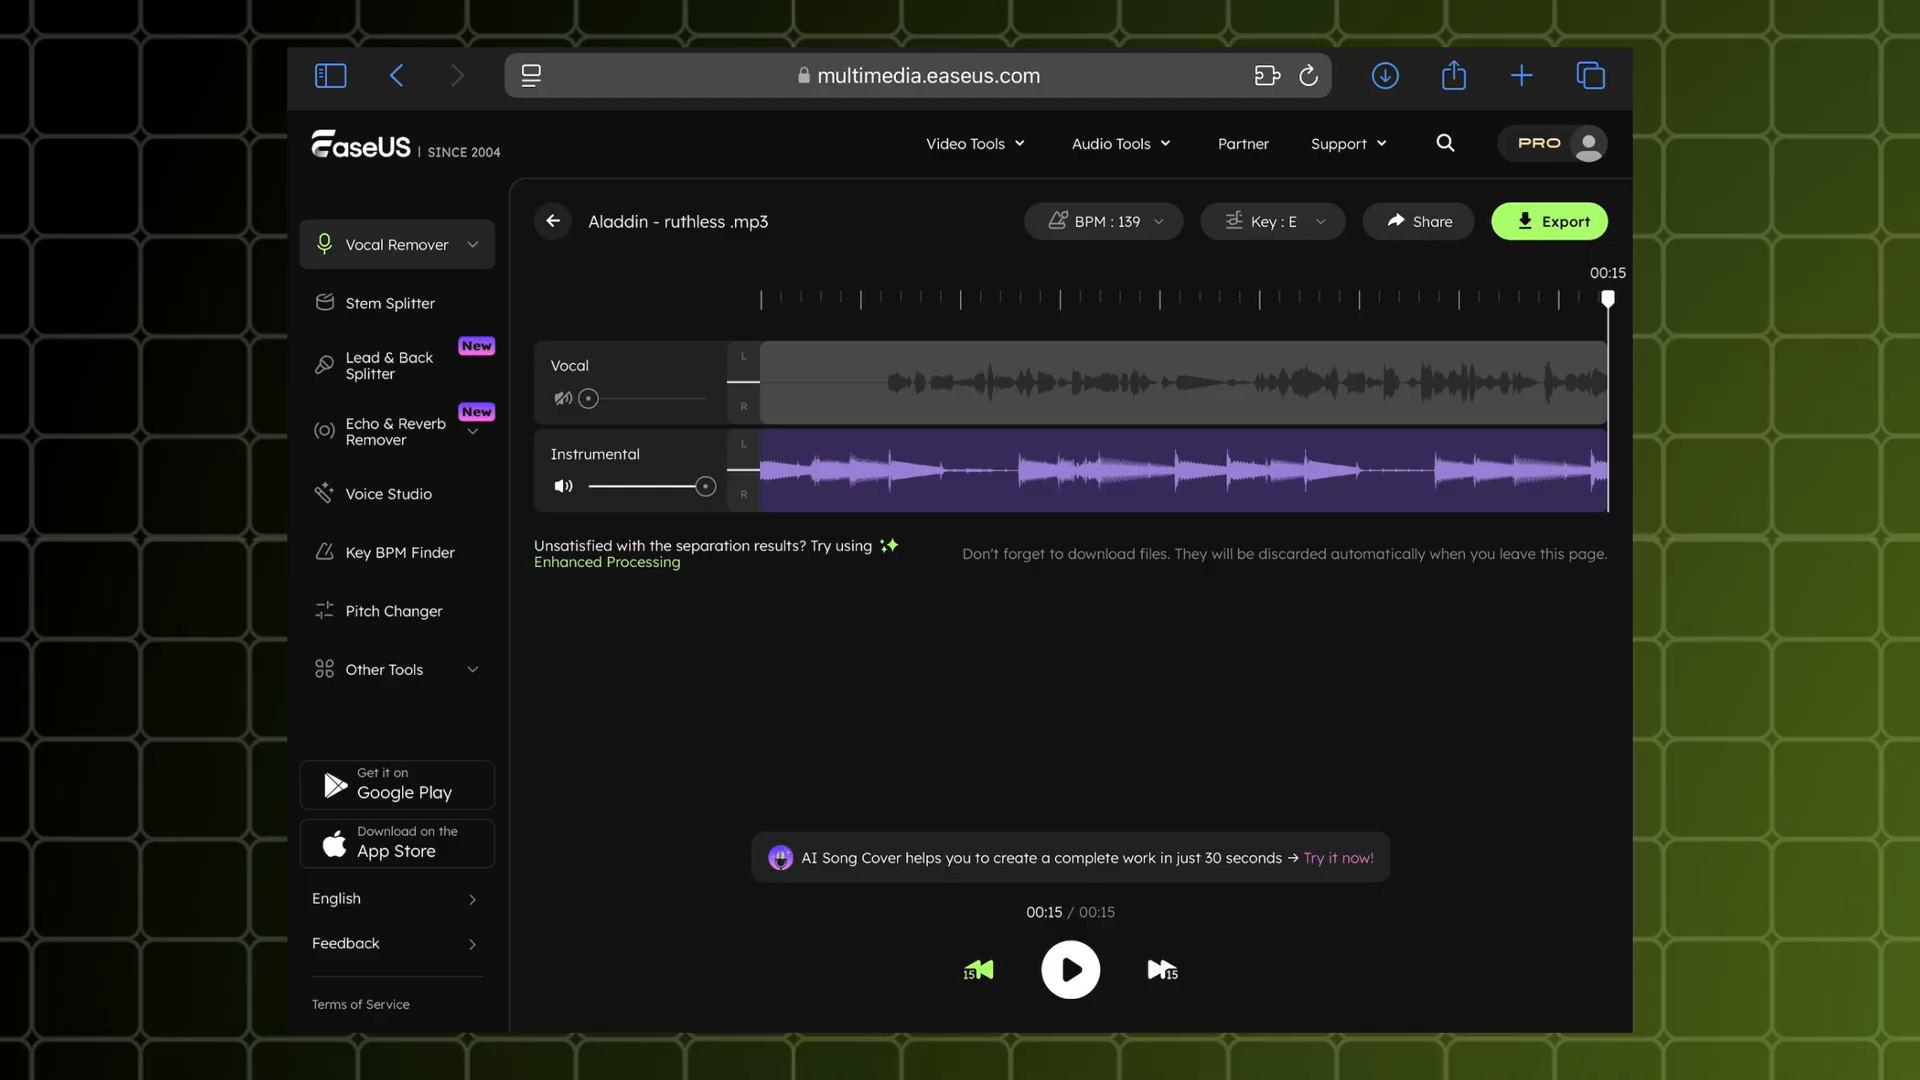 multimedia.easeus.com
EaseUS | SINCE 2004
Video Tools
Audio Tools
Partner
Support
PRO
Vocal Remover
Stem Splitter
New
Lead & Back
Splitter
New
Echo & Reverb
Remover
Voice Studio
Key BPM Finder
Pitch Changer
Other Tools
Get it on
Google Play
Download on the
App Store
English
Feedback
Terms of Service
Aladdin - ruthless .mp3
BPM : 139
Key : E
Share
Export
00:15
Vocal
L
R
Instrumental
L
R
Unsatisfied with the separation results? Try using
Enhanced Processing
Don't forget to download files. They will be discarded automatically when you leave this page.
AI Song Cover helps you to create a complete work in just 30 seconds → Try it now!
00:15 / 00:15
15
15